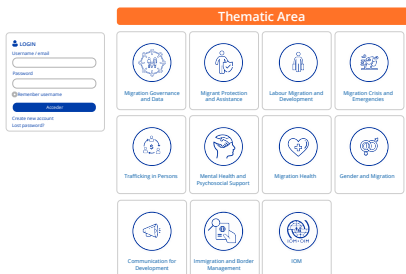 Thematic Area
LOGIN
Username / email
Password
Remember username
Acceder
Create new account
Lost password?
Migration Governance
and Data
Migrant Protection
and Assistance
Labour Migration and
Development
Migration Crisis and
Emergencies
Trafficking in Persons
Mental Health and
Psychosocial Support
Migration Health
Gender and Migration
Communication for
Development
Immigration and Border
Management
IOM•OIM
IOM